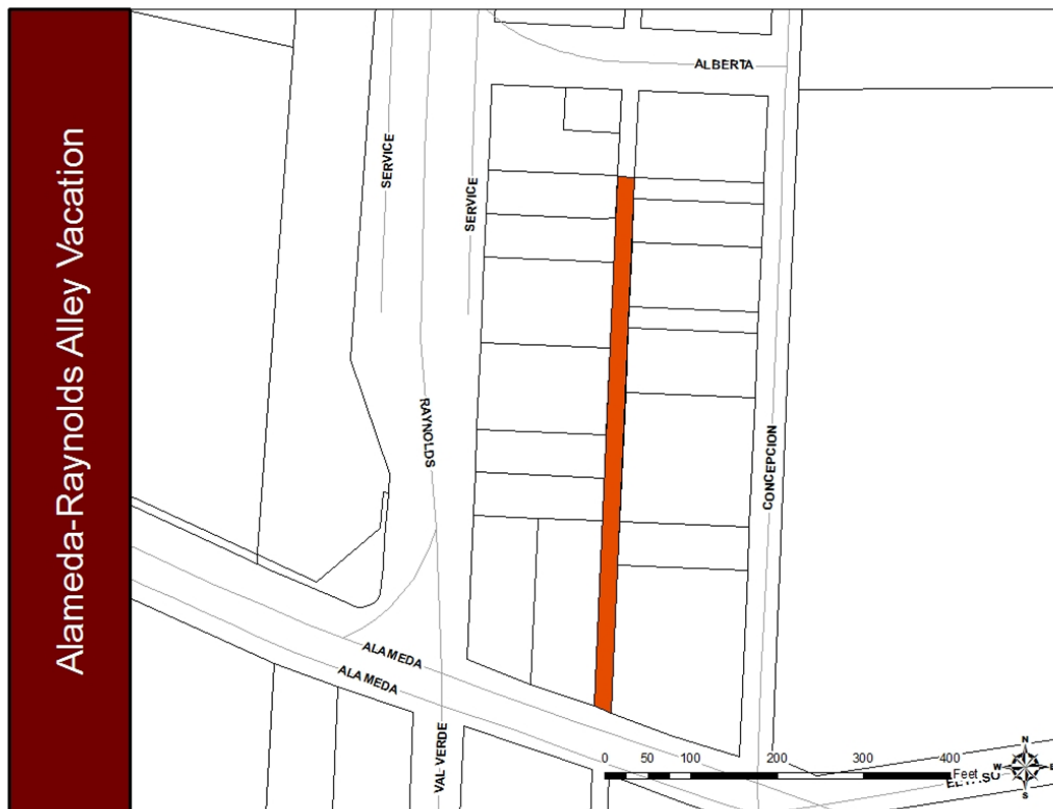 Alameda-Raynolds Alley Vacation
ALBERTA
SERVICE
SERVICE
RAYNOLDS
CONCEPCION
ALAMEDA
ALAMEDA
VAL VERDE
0 50 100 200 300 400
Feet
N
W E
S